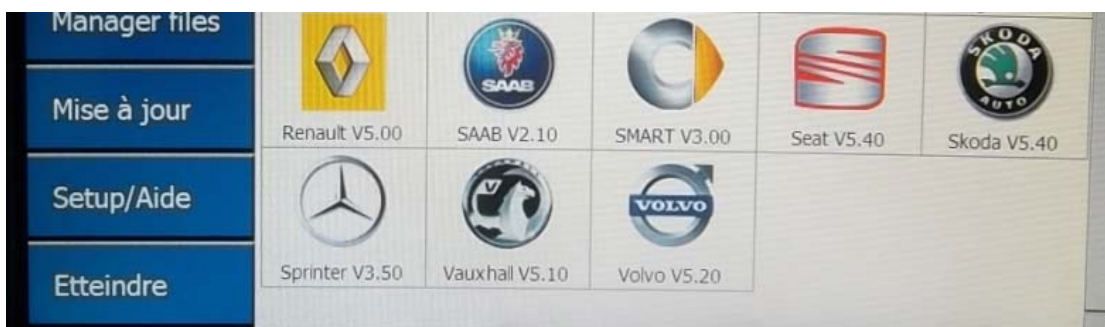 Manager files
Mise à jour
Setup/Aide
Etteindre
SAAB
SKODA
AUTO
Renault V5.00
SAAB V2.10
SMART V3.00
Seat V5.40
Skoda V5.40
V
VOLVO
Sprinter V3.50
Vauxhall V5.10
Volvo V5.20